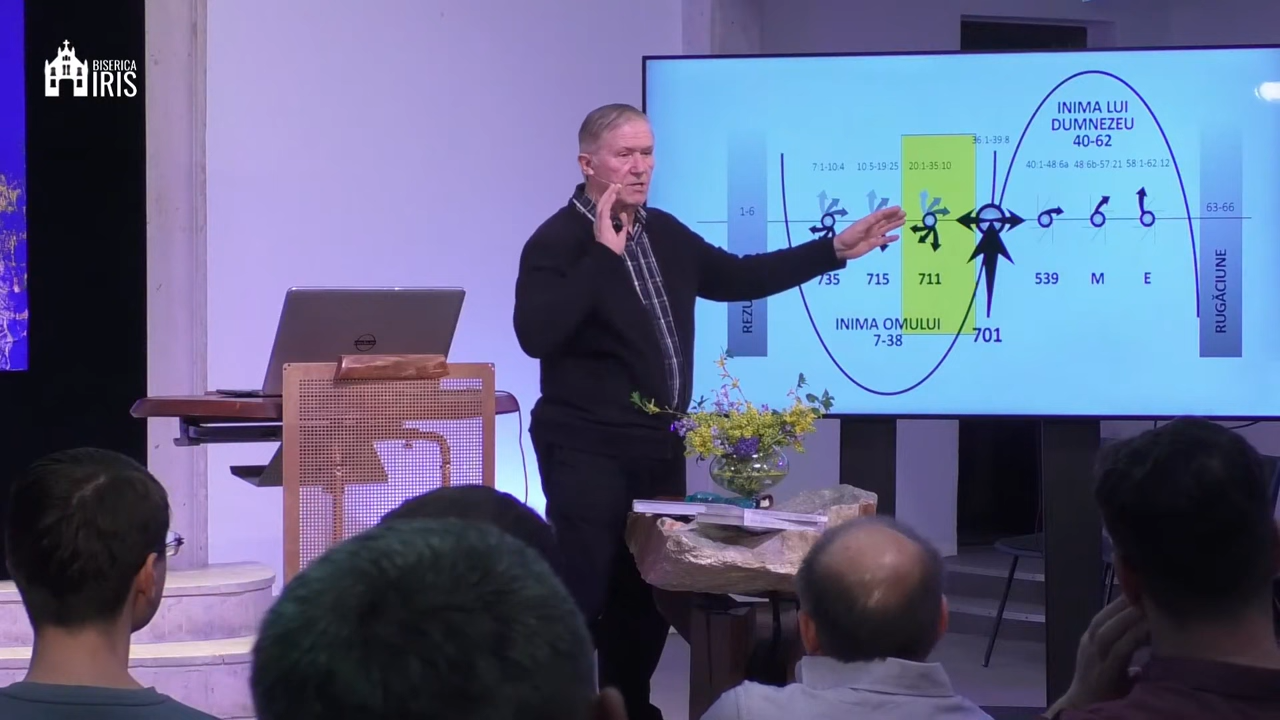 BISERICA
IRIS
INIMA LUI
DUMNEZEU
40-62
36:1-39:8
7:1-10:4
10:5-19:25
20:1-35:10
40:1-48:6a
48:6b-57:21
58:1-62:12
1-6
63-66
735
715
711
539
M
E
REZU
INIMA OMULUI
7-38
701
RUGĂCIUNE